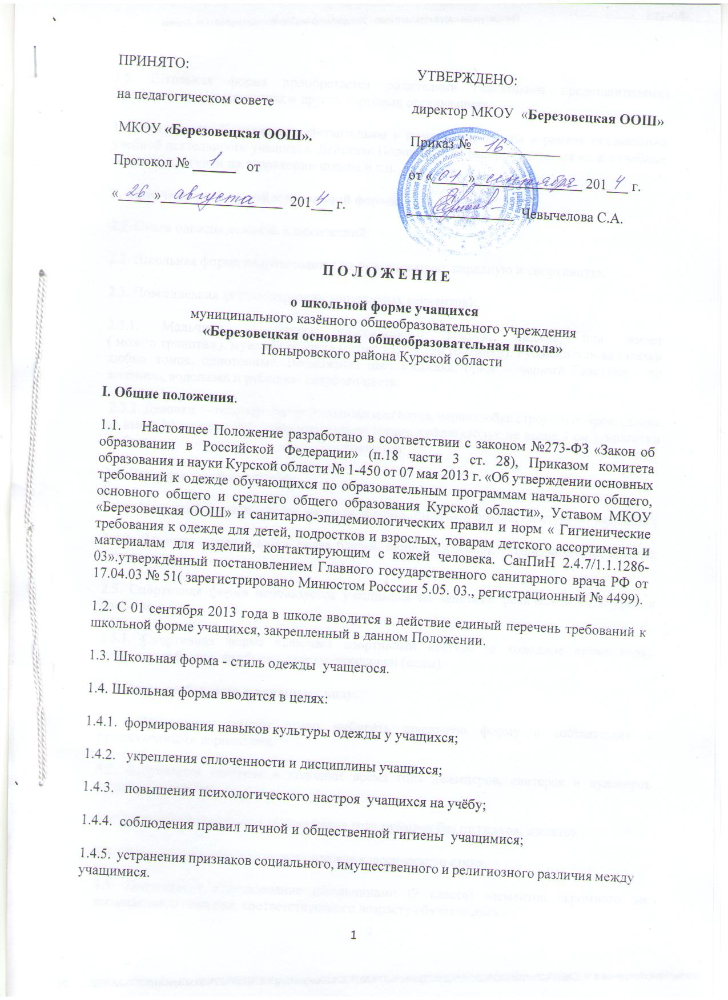 ПРИНЯТО:
на педагогическом совете
МКОУ «Березовецкая ООШ».
Протокол № 1 от
«26» августа 2014 г.
УТВЕРЖДЕНО:
директор МКОУ «Березовецкая ООШ»
Приказ № 16
от «01» сентября 2014 г.
Чевычелова С.А.
П О Л О Ж Е Н И Е
о школьной форме учащихся
муниципального казённого общеобразовательного учреждения
«Березовецкая основная общеобразовательная школа»
Поныровского района Курской области
I. Общие положения.
1.1. Настоящее Положение разработано в соответствии с законом №273-ФЗ «Закон об
образовании в Российской Федерации» (п.18 части 3 ст. 28), Приказом комитета
образования и науки Курской области № 1-450 от 07 мая 2013 г. «Об утверждении основных
требований к одежде обучающихся по образовательным программам начального общего,
основного общего и среднего общего образования Курской области», Уставом МКОУ
«Березовецкая ООШ» и санитарно-эпидемиологических правил и норм « Гигиенические
требования к одежде для детей, подростков и взрослых, товарам детского ассортимента и
материалам для изделий, контактирующим с кожей человека. СанПиН 2.4.7/1.1.1286-
03».утверждённый постановлением Главного государственного санитарного врача РФ от
17.04.03 № 51( зарегистрировано Минюстом Росссии 5.05. 03., регистрационный № 4499).
1.2. С 01 сентября 2013 года в школе вводится в действие единый перечень требований к
школьной форме учащихся, закрепленный в данном Положении.
1.3. Школьная форма - стиль одежды учащегося.
1.4. Школьная форма вводится в целях:
1.4.1. формирования навыков культуры одежды у учащихся;
1.4.2. укрепления сплоченности и дисциплины учащихся;
1.4.3. повышения психологического настроя учащихся на учёбу;
1.4.4. соблюдения правил личной и общественной гигиены учащимися;
1.4.5. устранения признаков социального, имущественного и религиозного различия между
учащимися.
1